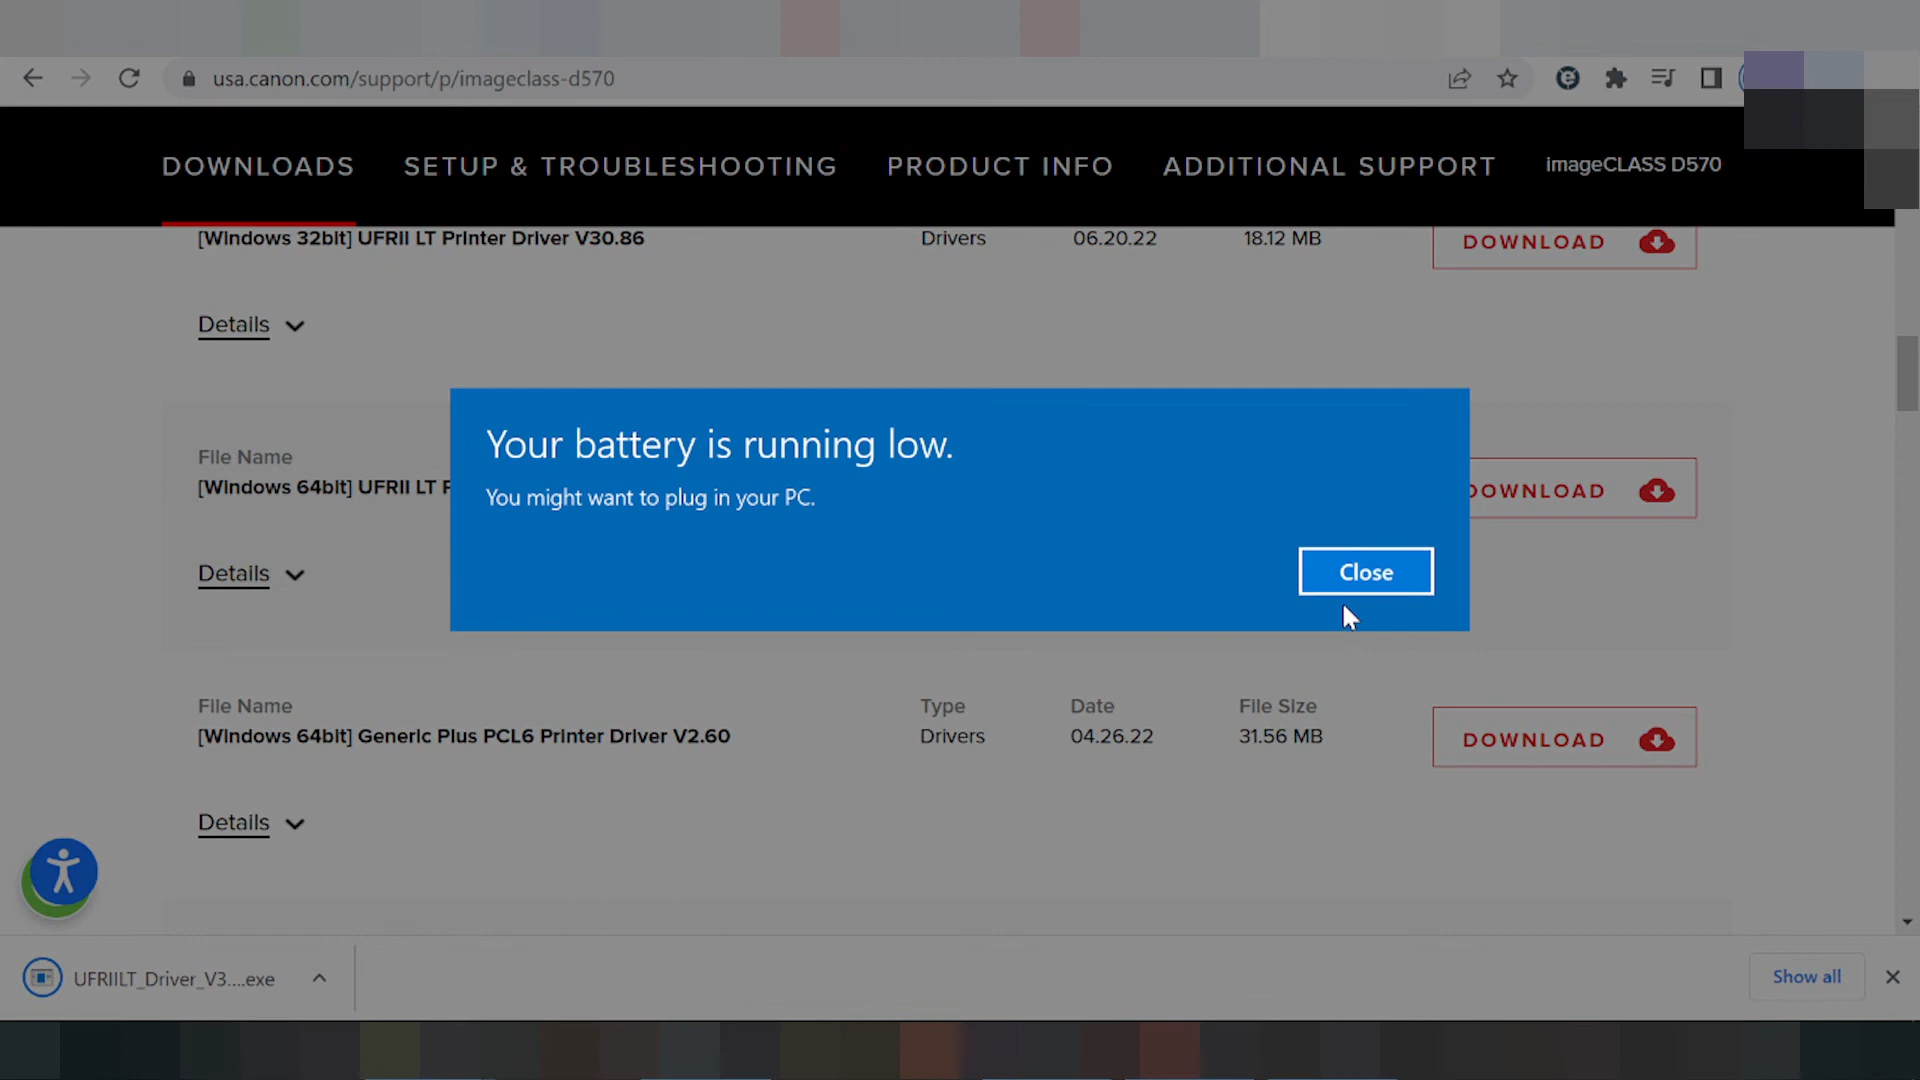 usa.canon.com/support/p/imageclass-d570
DOWNLOADS SETUP & TROUBLESHOOTING PRODUCT INFO ADDITIONAL SUPPORT imageCLASS D570
[Windows 32bit] UFRII LT Printer Driver V30.86 Drivers 06.20.22 18.12 MB DOWNLOAD
Details
Your battery is running low.
You might want to plug in your PC.
Close
File Name
[Windows 64bit] UFRII LT DOWNLOAD
Details
File Name Type Date File Size
[Windows 64bit] Generic Plus PCL6 Printer Driver V2.60 Drivers 04.26.22 31.56 MB DOWNLOAD
Details
UFRIILT_Driver_V3....exe Show all